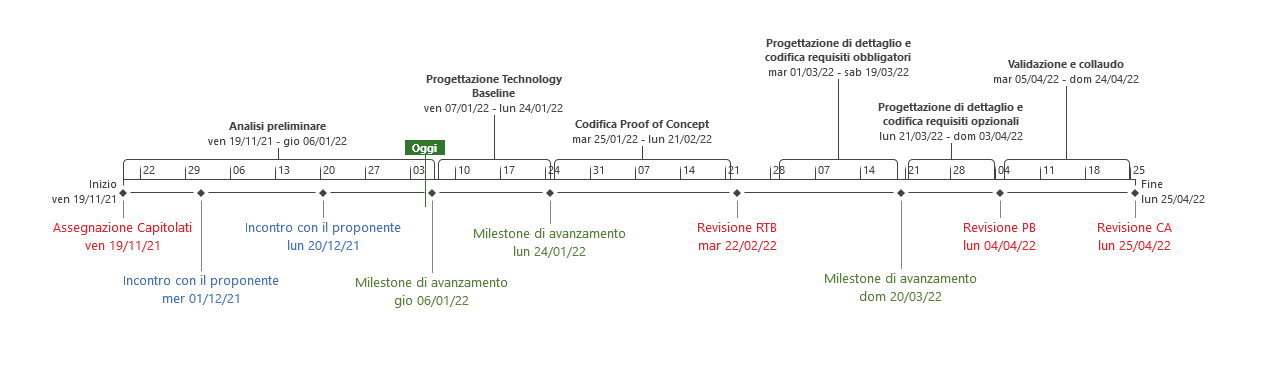 Progettazione di dettaglio e
codifica requisiti obbligatori
mar 01/03/22 - sab 19/03/22
Validazione e collaudo
mar 05/04/22 - dom 24/04/22
Progettazione Technology
Baseline
ven 07/01/22 - lun 24/01/22
Progettazione di dettaglio e
codifica requisiti opzionali
lun 21/03/22 - dom 03/04/22
Analisi preliminare
ven 19/11/21 - gio 06/01/22
Codifica Proof of Concept
mar 25/01/22 - lun 21/02/22
Oggi
22 29 06 13 20 27 03 10 17 24 31 07 14 21 28 07 14 21 28 04 11 18 25
Inizio
ven 19/11/21
Fine
lun 25/04/22
Assegnazione Capitolati
ven 19/11/21
Incontro con il proponente
lun 20/12/21
Milestone di avanzamento
lun 24/01/22
Revisione RTB
mar 22/02/22
Revisione PB
lun 04/04/22
Revisione CA
lun 25/04/22
Incontro con il proponente
mer 01/12/21
Milestone di avanzamento
gio 06/01/22
Milestone di avanzamento
dom 20/03/22